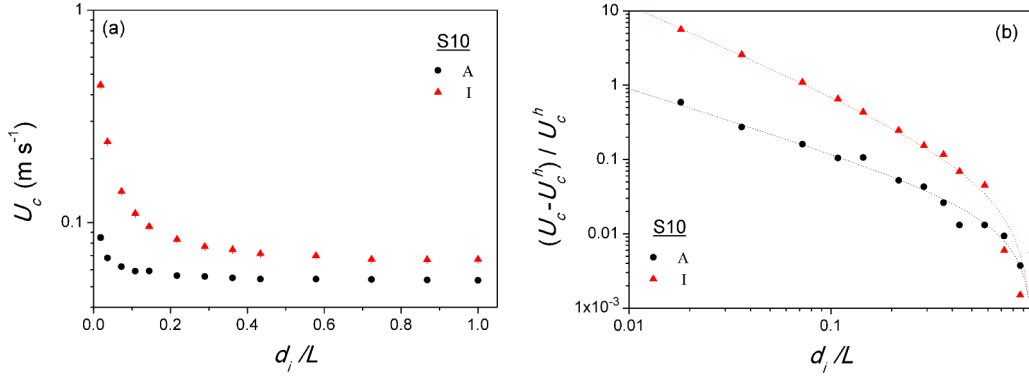 (a)
S10
A
I
U_c (m s⁻¹)
1
0.1
0.0 0.2 0.4 0.6 0.8 1.0
d_i /L
(b)
S10
A
I
(U_c - U_c^h) / U_c^h
10
1
0.1
0.01
1x10⁻³
0.01 0.1
d_i /L